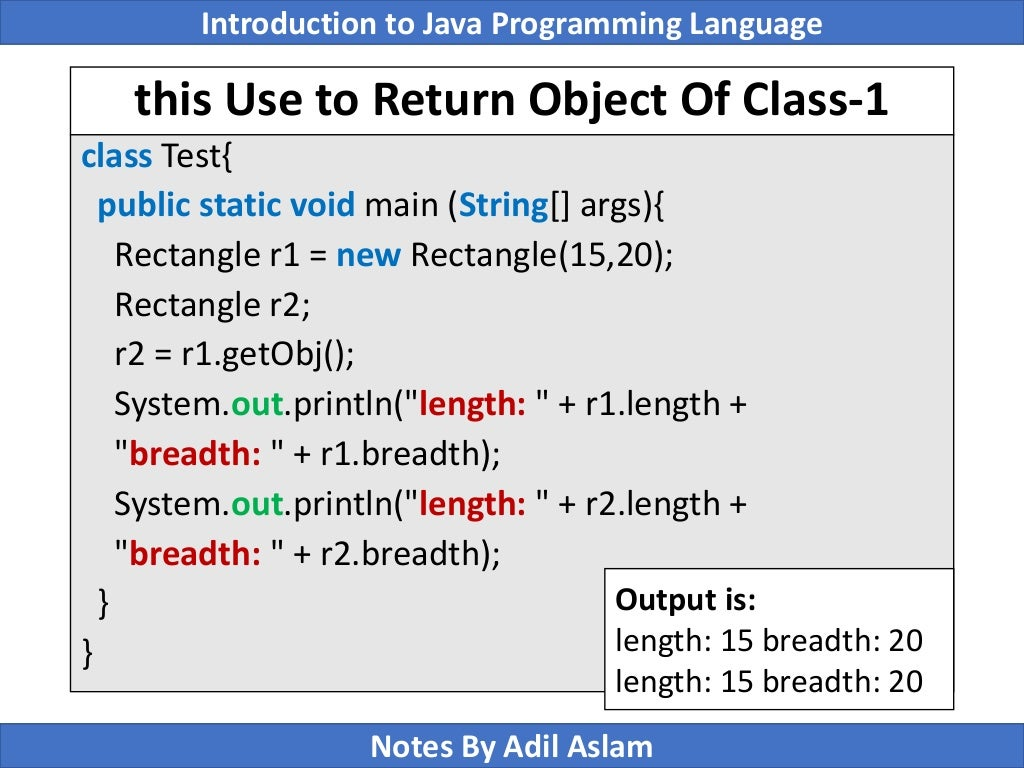 Introduction to Java Programming Language
this Use to Return Object Of Class-1
class Test{
public static void main (String[] args){
Rectangle r1 = new Rectangle(15,20);
Rectangle r2;
r2 = r1.getObj();
System.out.println("length: " + r1.length +
"breadth: " + r1.breadth);
System.out.println("length: " + r2.length +
"breadth: " + r2.breadth);
}
}
Output is:
length: 15 breadth: 20
length: 15 breadth: 20
Notes By Adil Aslam